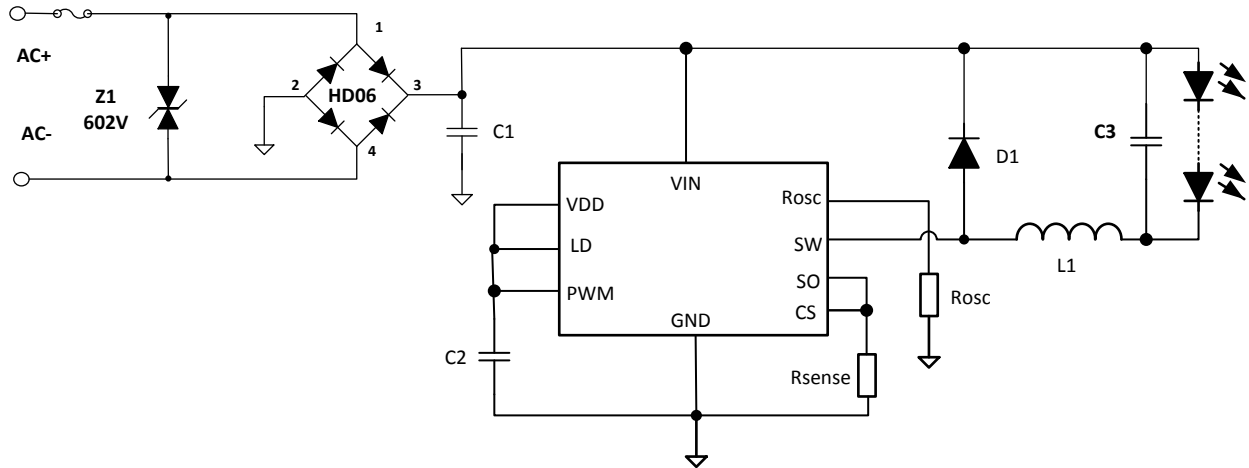 AC+
AC-
Z1
602V
1
2
HD06
3
4
C1
VIN
VDD
LD
PWM
GND
Rosc
SW
SO
CS
C2
Rsense
Rosc
D1
L1
C3